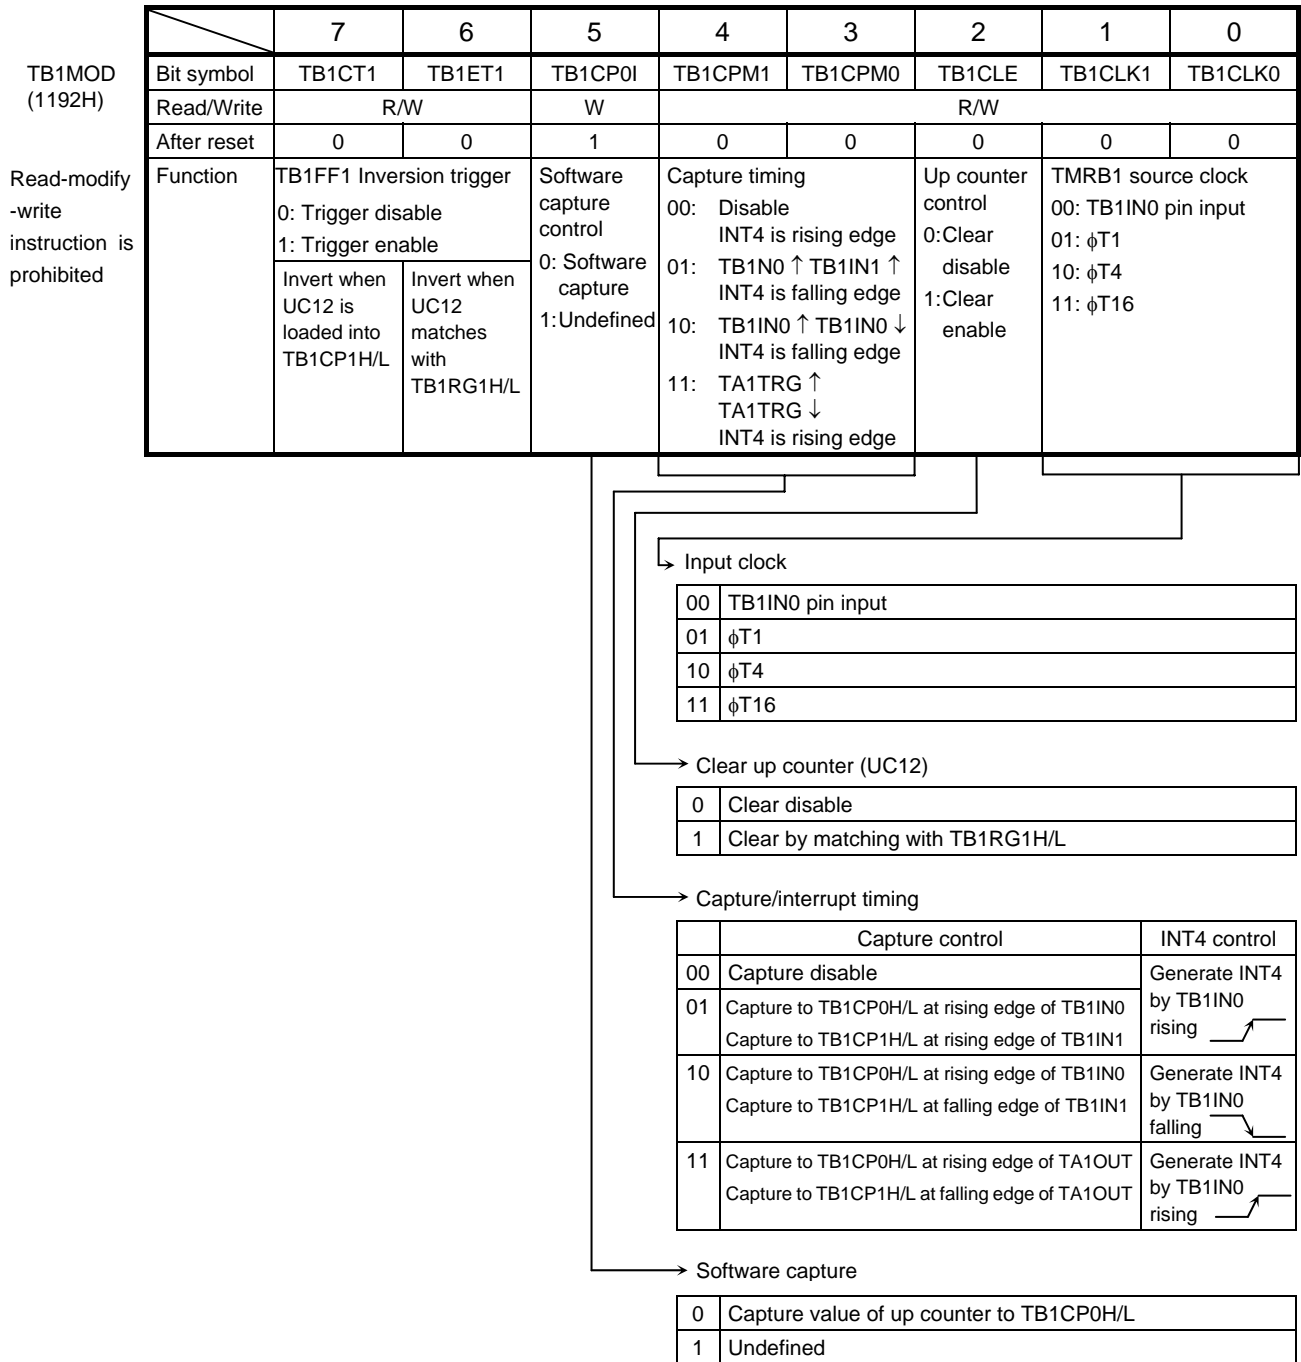 7 6 5 4 3 2 1 0
TB1MOD
(1192H)
Bit symbol TB1CT1 TB1ET1 TB1CP0I TB1CPM1 TB1CPM0 TB1CLE TB1CLK1 TB1CLK0
Read/Write R/W W R/W
After reset 0 0 1 0 0 0 0 0
Read-modify
-write
instruction is
prohibited
Function
TB1FF1 Inversion trigger
0: Trigger disable
1: Trigger enable
Invert when
UC12 is
loaded into
TB1CP1H/L
Invert when
UC12
matches
with
TB1RG1H/L
Software
capture
control
0: Software
capture
1:Undefined
Capture timing
00: Disable
INT4 is rising edge
01: TB1N0 ↑ TB1IN1 ↑
INT4 is falling edge
10: TB1IN0 ↑ TB1IN0 ↓
INT4 is falling edge
11: TA1TRG ↑
TA1TRG ↓
INT4 is rising edge
Up counter
control
0:Clear
disable
1:Clear
enable
TMRB1 source clock
00: TB1IN0 pin input
01: ϕT1
10: ϕT4
11: ϕT16
Input clock
00 TB1IN0 pin input
01 ϕT1
10 ϕT4
11 ϕT16
Clear up counter (UC12)
0 Clear disable
1 Clear by matching with TB1RG1H/L
Capture/interrupt timing
Capture control INT4 control
00 Capture disable
01 Capture to TB1CP0H/L at rising edge of TB1IN0
Capture to TB1CP1H/L at rising edge of TB1IN1
Generate INT4
by TB1IN0
rising
10 Capture to TB1CP0H/L at rising edge of TB1IN0
Capture to TB1CP1H/L at falling edge of TB1IN1
Generate INT4
by TB1IN0
falling
11 Capture to TB1CP0H/L at rising edge of TA1OUT
Capture to TB1CP1H/L at falling edge of TA1OUT
Generate INT4
by TB1IN0
rising
Software capture
0 Capture value of up counter to TB1CP0H/L
1 Undefined